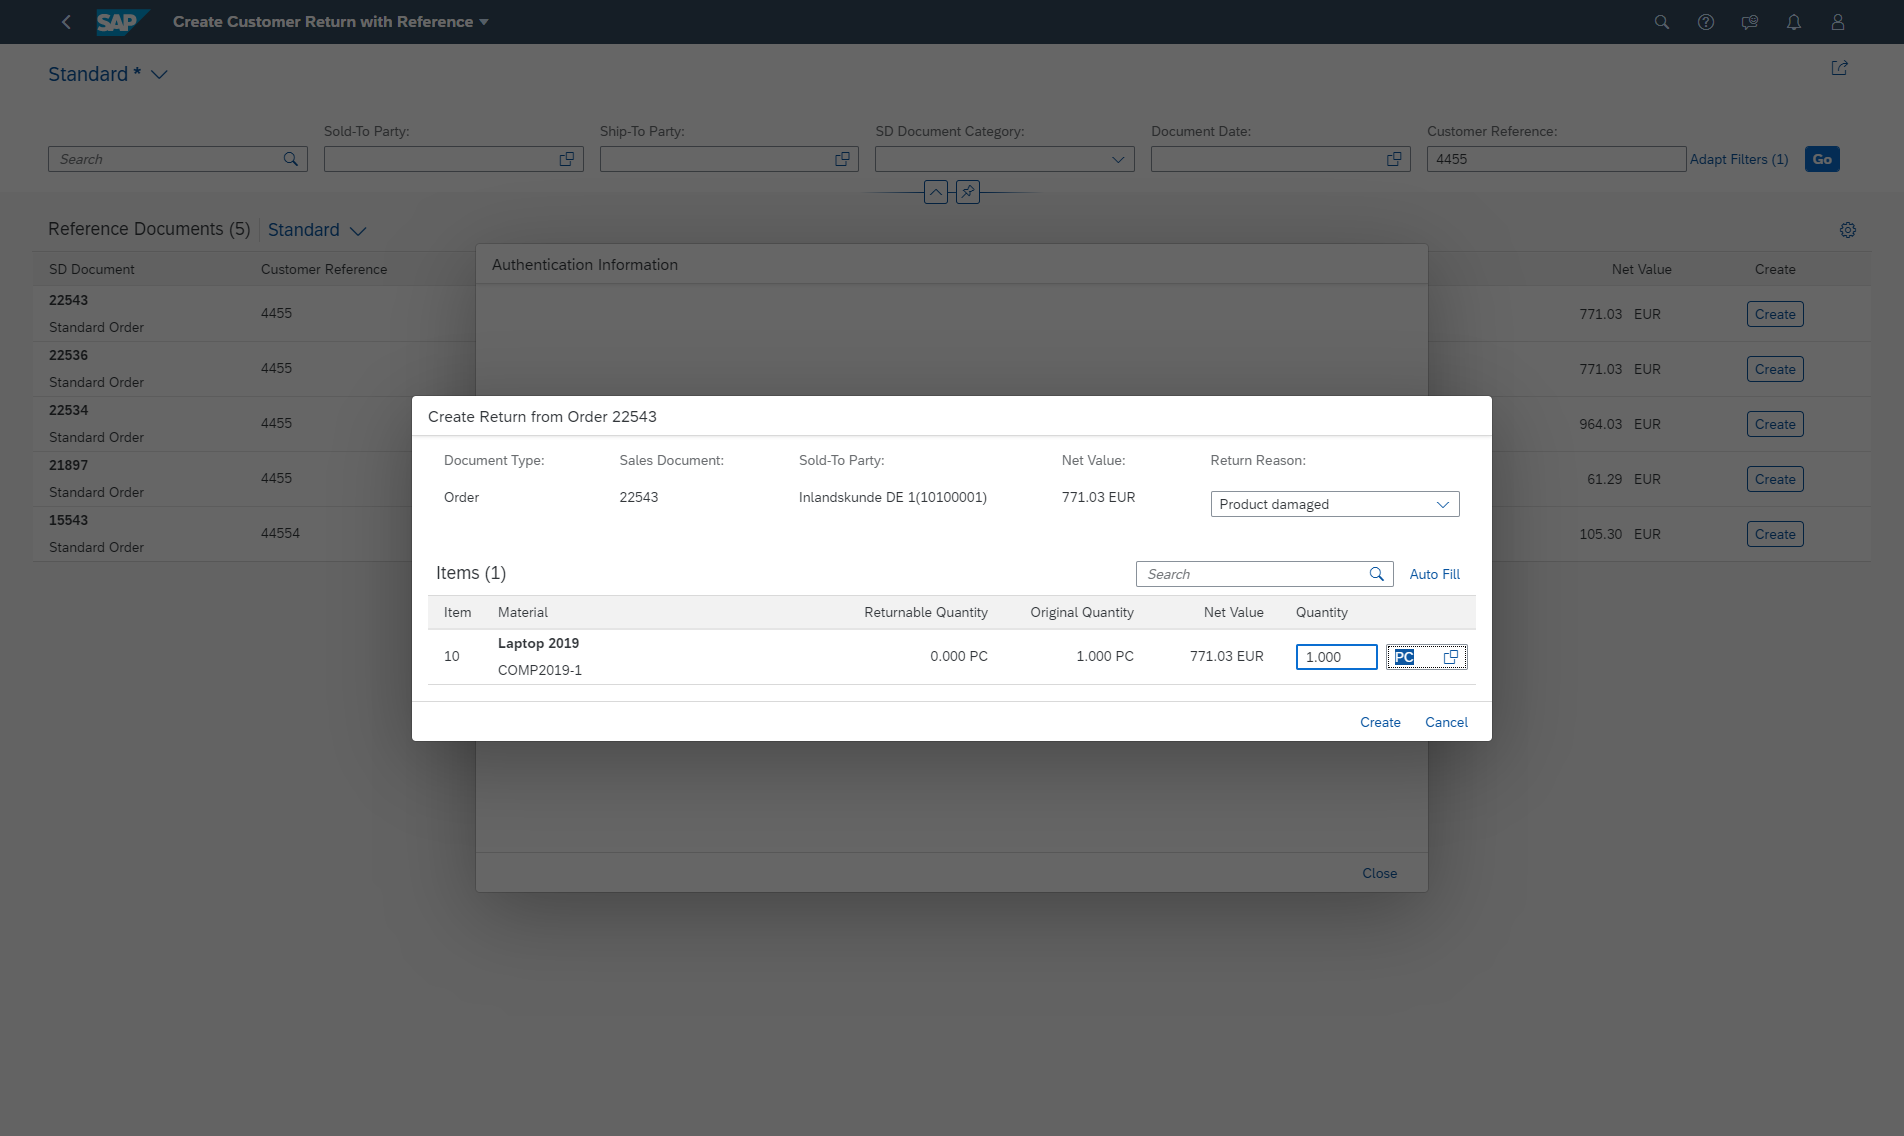 SAP Create Customer Return with Reference
Standard *
Sold-To Party: Ship-To Party: SD Document Category: Document Date: Customer Reference:
Search 4455 Adapt Filters (1) Go
Reference Documents (5) Standard
SD Document Customer Reference Net Value Create
22543
Standard Order 4455 771.03 EUR Create
22536
Standard Order 4455 771.03 EUR Create
22534
Standard Order 4455 964.03 EUR Create
21897
Standard Order 4455 61.29 EUR Create
15543
Standard Order 44554 105.30 EUR Create
Authentication Information
Create Return from Order 22543
Document Type: Sales Document: Sold-To Party: Net Value: Return Reason:
Order 22543 Inlandskunde DE 1(10100001) 771.03 EUR Product damaged
Items (1) Search Auto Fill
Item Material Returnable Quantity Original Quantity Net Value Quantity
Laptop 2019
10 0.000 PC 1.000 PC 771.03 EUR 1.000 PC
COMP2019-1
Create Cancel
Close